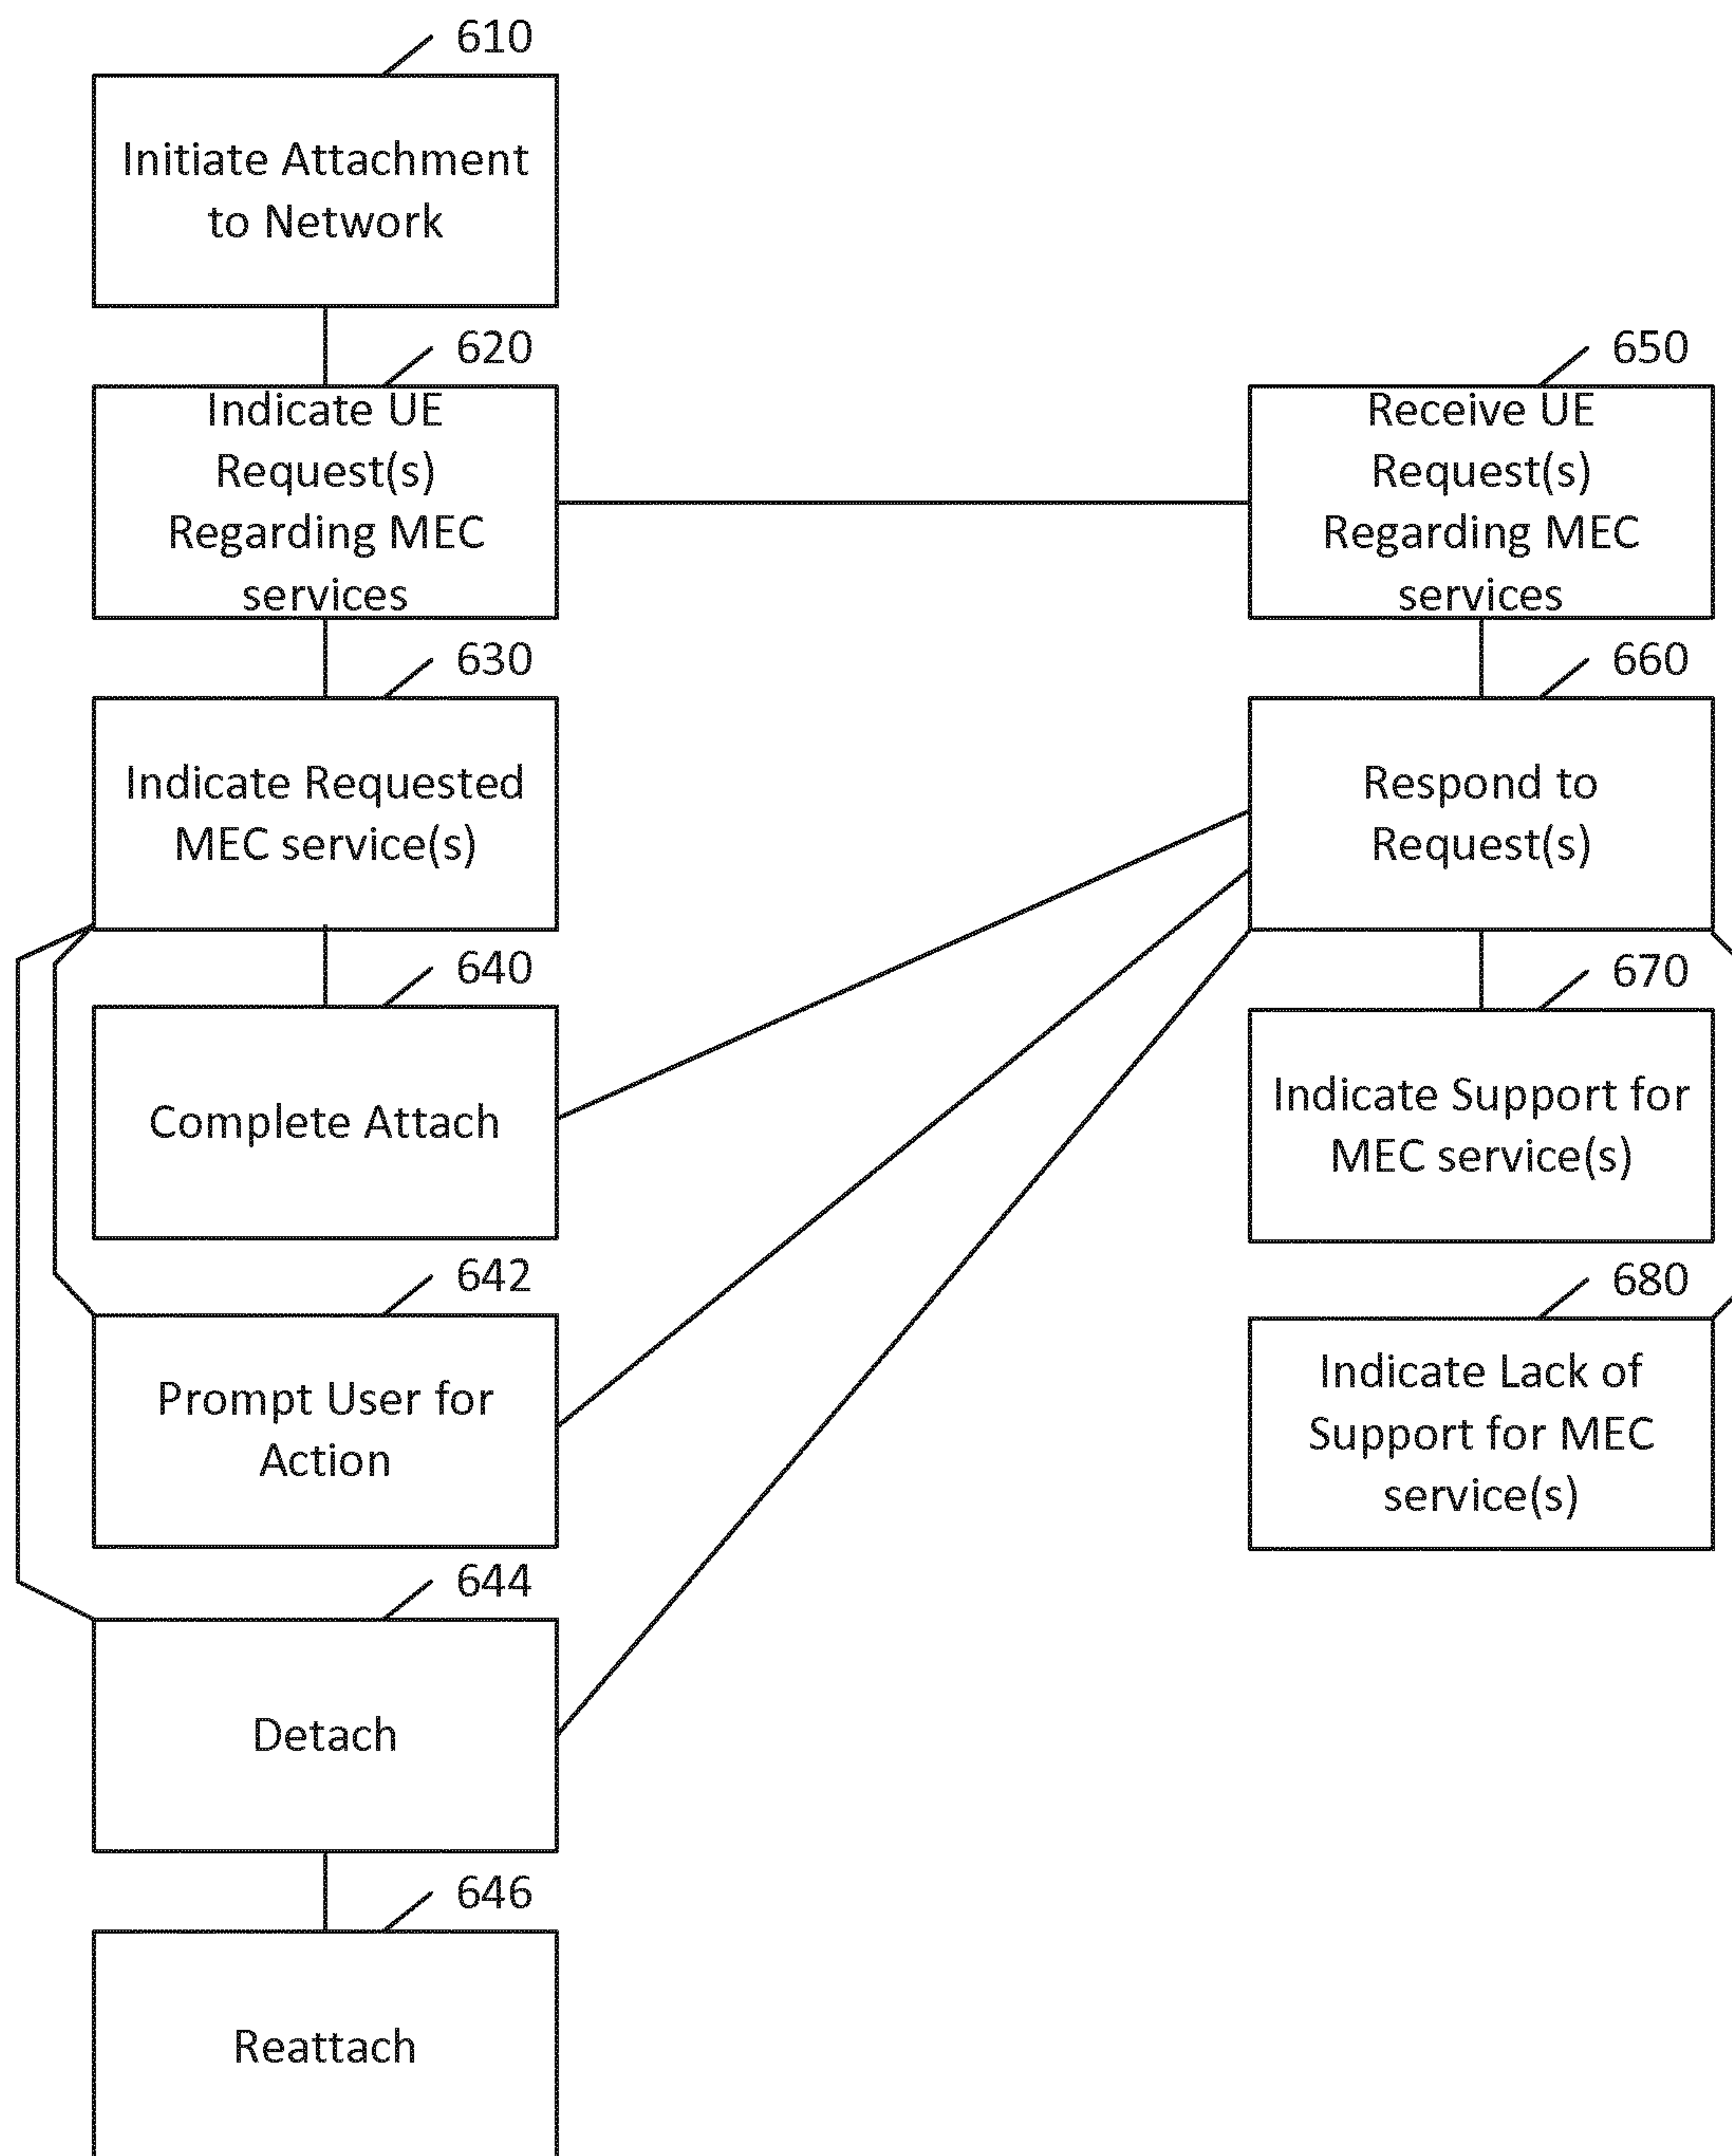 610
Initiate Attachment
to Network
620
Indicate UE
Request(s)
Regarding MEC
services
630
Indicate Requested
MEC service(s)
640
Complete Attach
642
Prompt User for
Action
644
Detach
646
Reattach
650
Receive UE
Request(s)
Regarding MEC
services
660
Respond to
Request(s)
670
Indicate Support for
MEC service(s)
680
Indicate Lack of
Support for MEC
service(s)